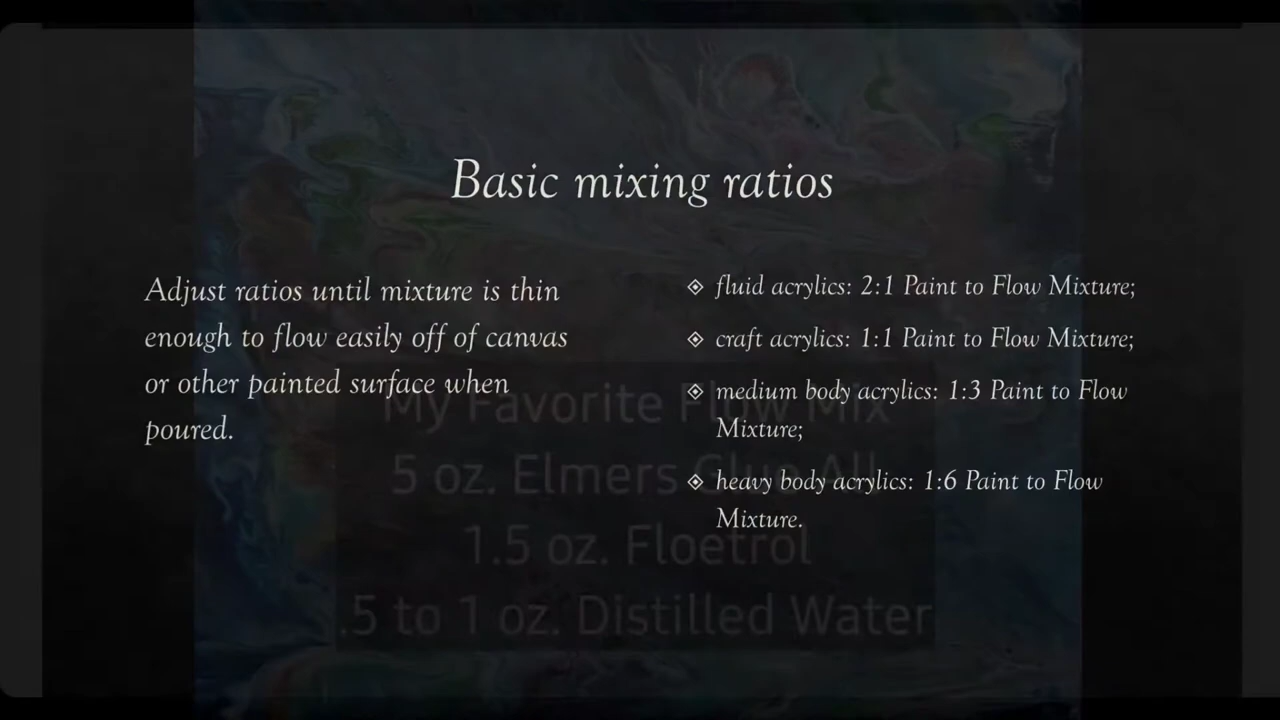 Basic mixing ratios
Adjust ratios until mixture is thin
enough to flow easily off of canvas
or other painted surface when
poured.
◈ fluid acrylics: 2:1 Paint to Flow Mixture;
◈ craft acrylics: 1:1 Paint to Flow Mixture;
◈ medium body acrylics: 1:3 Paint to Flow
Mixture;
◈ heavy body acrylics: 1:6 Paint to Flow
Mixture.
My Favorite Flow Mix
5 oz. Elmers Glue All
1.5 oz. Floetrol
.5 to 1 oz. Distilled Water